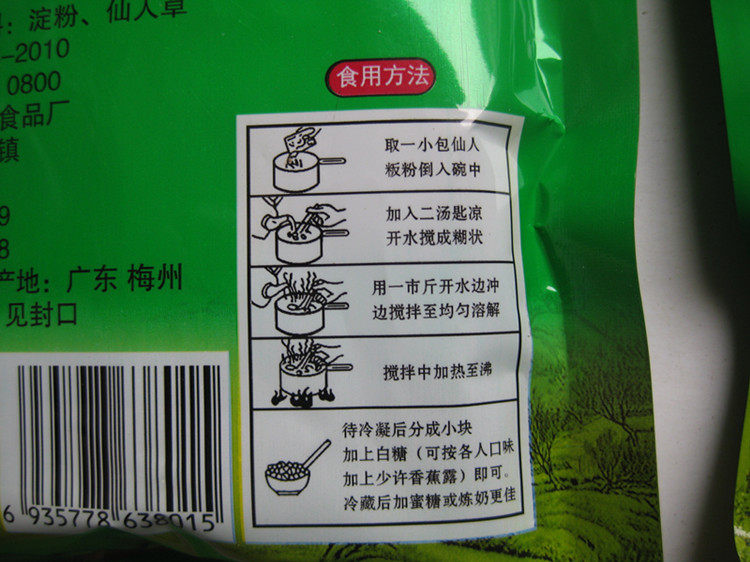 ：淀粉、仙人草
-2010
0800
食品厂
镇
9
8
产地：广东 梅州
见封口
食用方法
取一小包仙人
粄粉倒入碗中
加入二汤匙凉
开水搅成糊状
用一市斤开水边冲
边搅拌至均匀溶解
搅拌中加热至沸
待冷凝后分成小块
加上白糖（可按各人口味
加上少许香蕉露）即可。
冷藏后加蜜糖或炼奶更佳
6 935778 638015